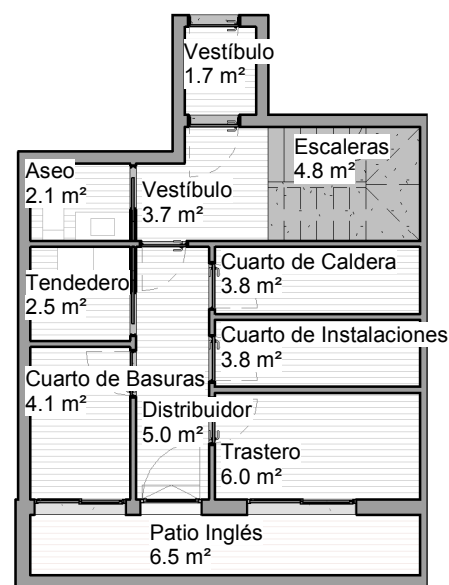 Vestíbulo
1.7 m²
Escaleras
4.8 m²
Aseo
2.1 m²
Vestíbulo
3.7 m²
Tendedero
2.5 m²
Cuarto de Caldera
3.8 m²
Cuarto de Instalaciones
3.8 m²
Cuarto de Basuras
4.1 m²
Distribuidor
5.0 m²
Trastero
6.0 m²
Patio Inglés
6.5 m²